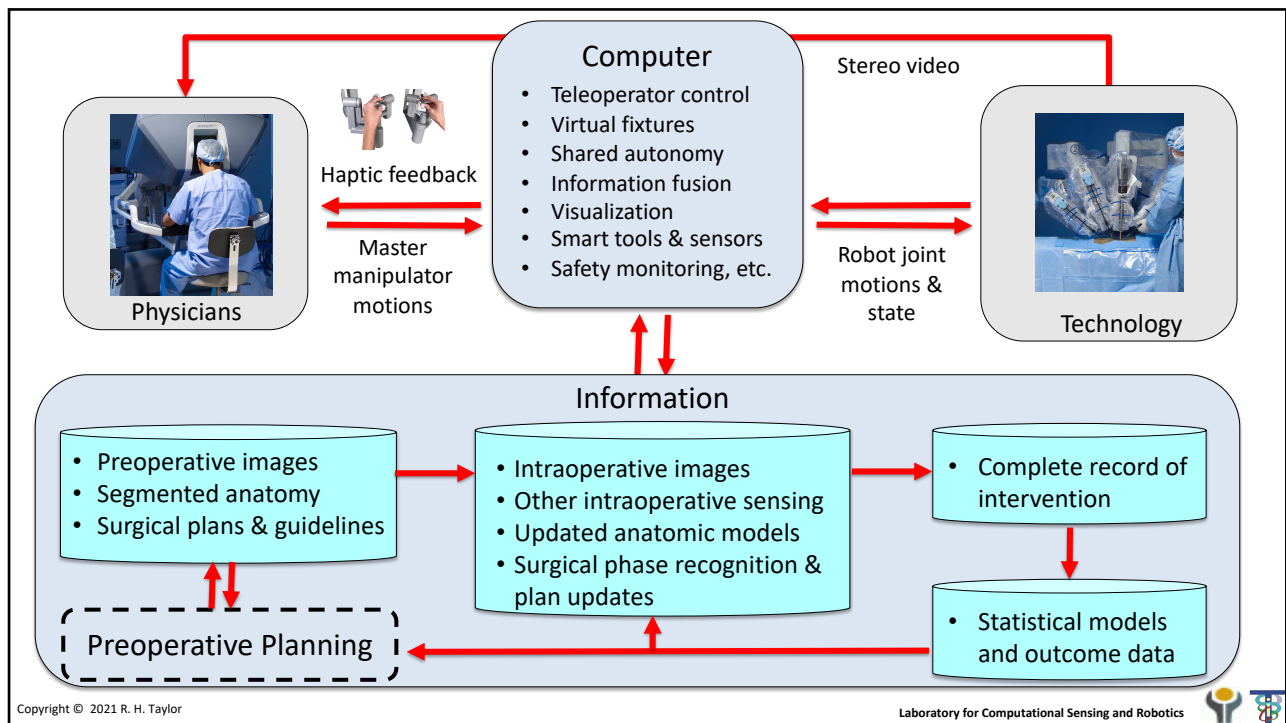 Computer
• Teleoperator control
• Virtual fixtures
• Shared autonomy
• Information fusion
• Visualization
• Smart tools & sensors
• Safety monitoring, etc.
Stereo video
Haptic feedback
Master
manipulator
motions
Robot joint
motions &
state
Physicians
Technology
Information
• Preoperative images
• Segmented anatomy
• Surgical plans & guidelines
• Intraoperative images
• Other intraoperative sensing
• Updated anatomic models
• Surgical phase recognition &
plan updates
• Complete record of
intervention
• Statistical models
and outcome data
Preoperative Planning
Copyright © 2021 R. H. Taylor
Laboratory for Computational Sensing and Robotics